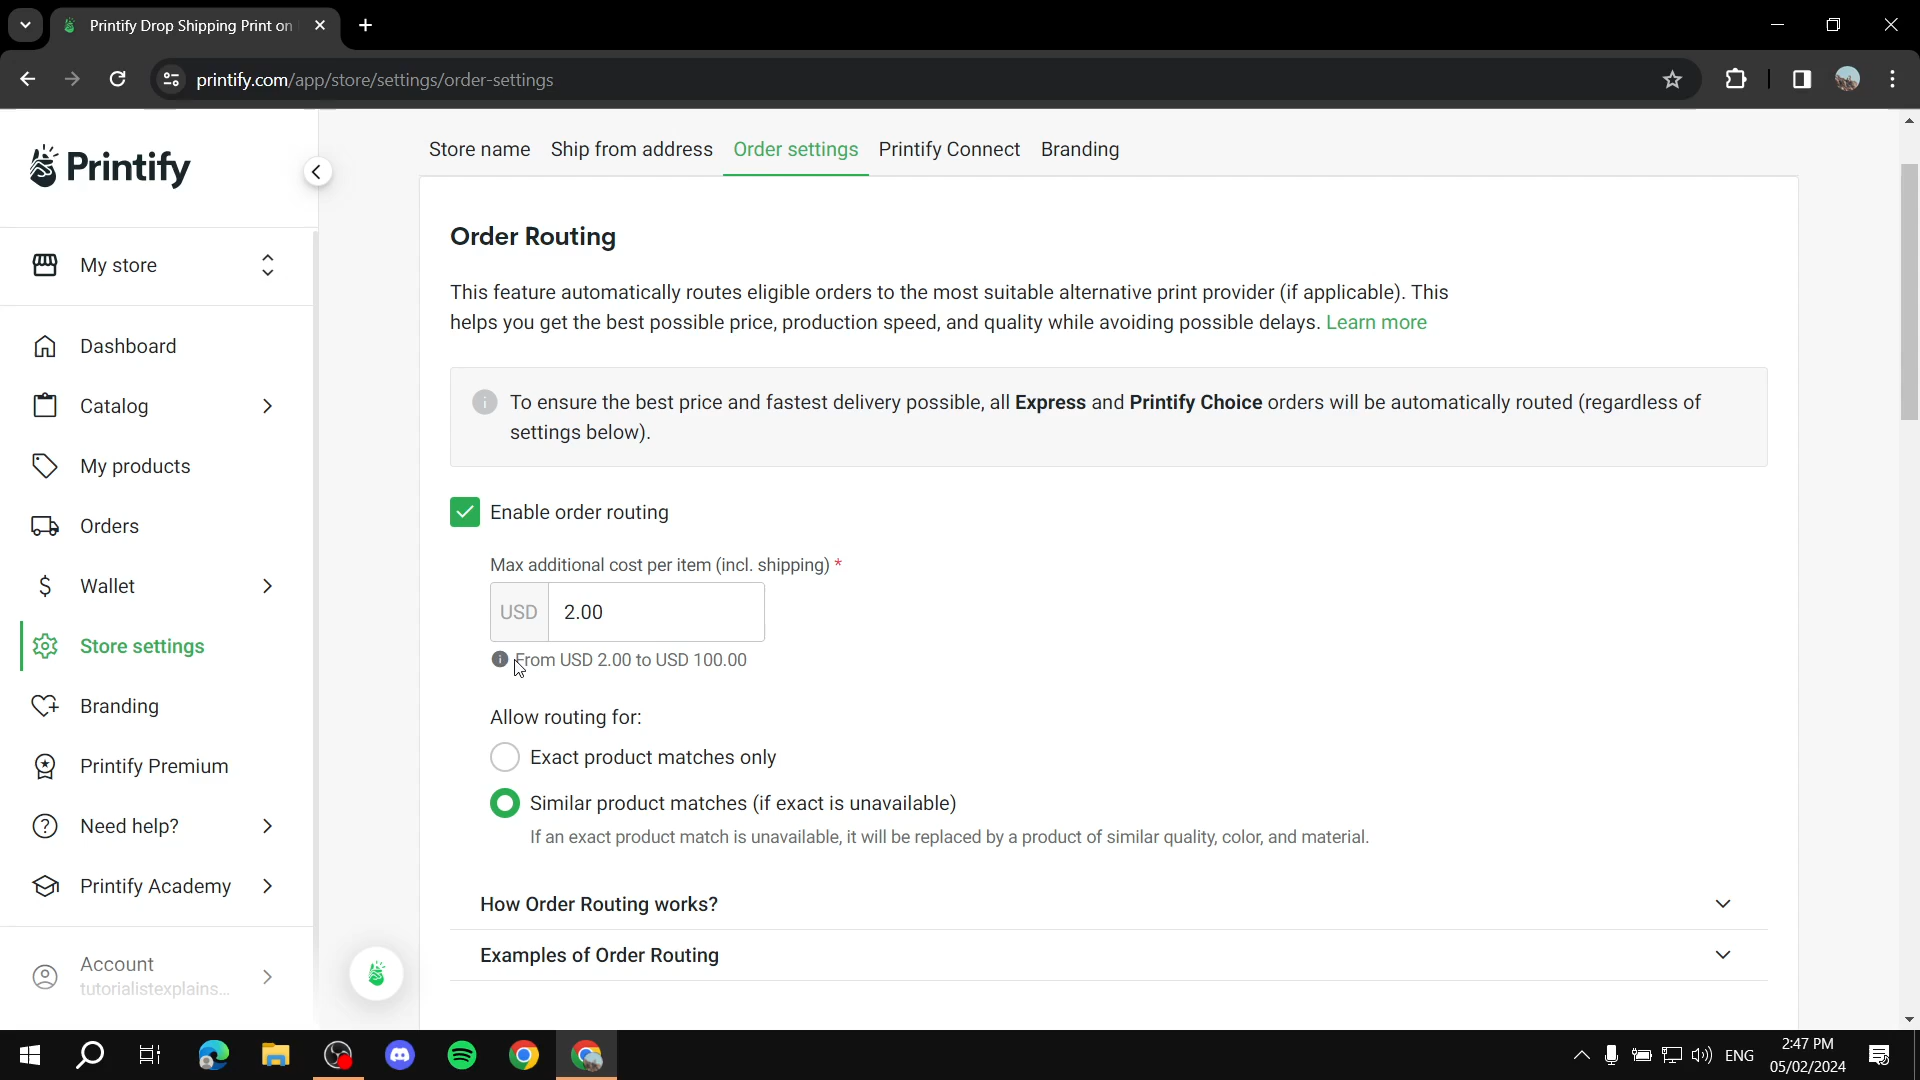 Printify Drop Shipping Print on
printify.com/app/store/settings/order-settings
Printify
My store
Dashboard
Catalog
My products
Orders
Wallet
Store settings
Branding
Printify Premium
Need help?
Printify Academy
Account
tutorialistexplains...
Store name Ship from address Order settings Printify Connect Branding
Order Routing
This feature automatically routes eligible orders to the most suitable alternative print provider (if applicable). This
helps you get the best possible price, production speed, and quality while avoiding possible delays. Learn more
To ensure the best price and fastest delivery possible, all Express and Printify Choice orders will be automatically routed (regardless of
settings below).
Enable order routing
Max additional cost per item (incl. shipping) *
USD 2.00
From USD 2.00 to USD 100.00
Allow routing for:
Exact product matches only
Similar product matches (if exact is unavailable)
If an exact product match is unavailable, it will be replaced by a product of similar quality, color, and material.
How Order Routing works?
Examples of Order Routing
ENG
2:47 PM
05/02/2024